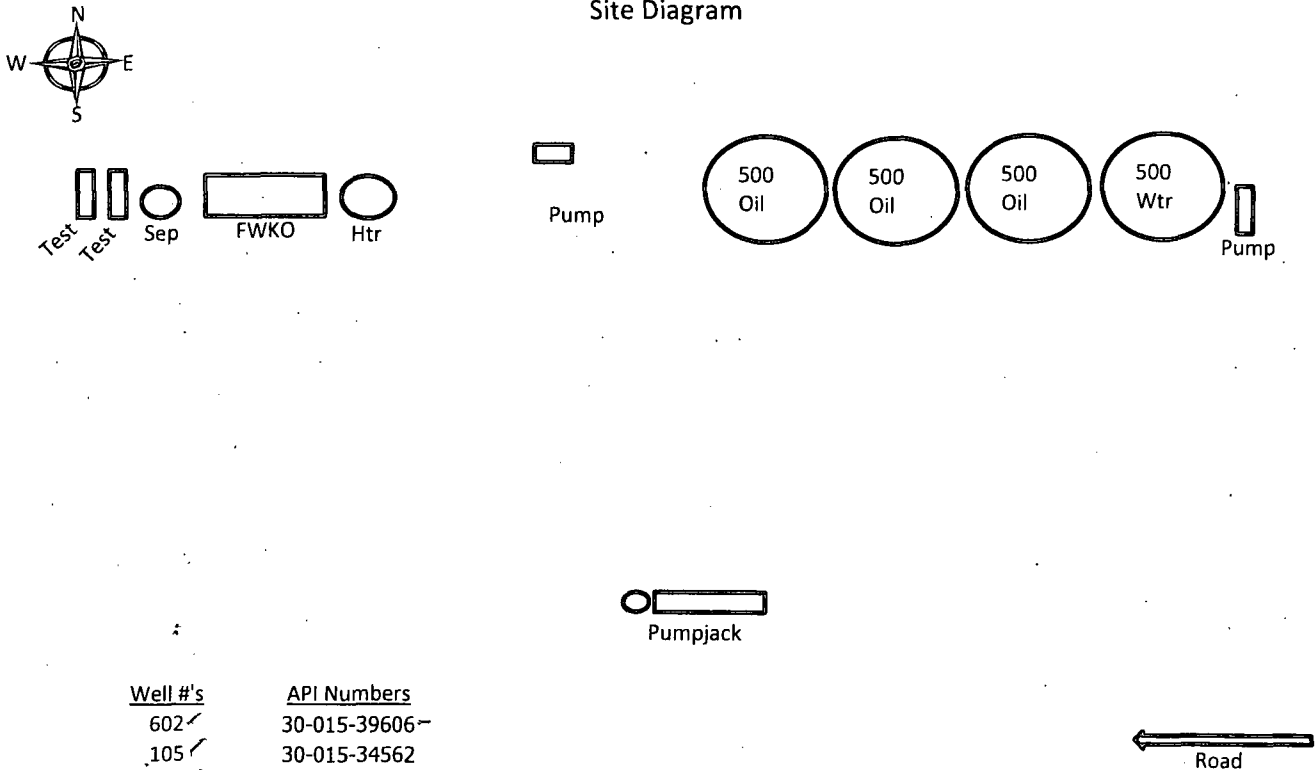 Site Diagram
N
W E
S
500 Oil
500 Oil
500 Oil
500 Wtr
Test
Test
Sep
FWKO
Htr
Pump
Pump
Pumpjack
Well #'s API Numbers
602 30-015-39606
105 30-015-34562
Road